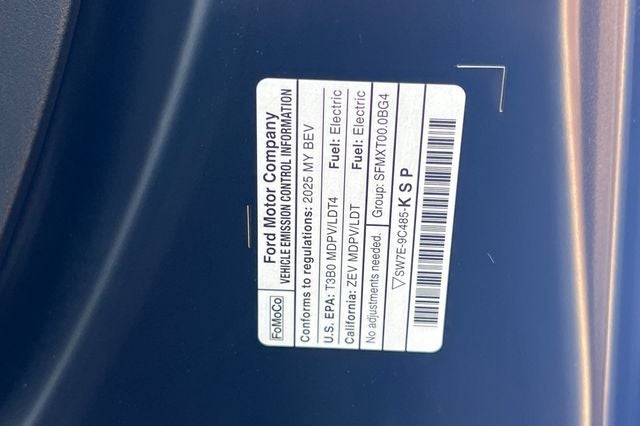 FoMoCo
Ford Motor Company
VEHICLE EMISSION CONTROL INFORMATION
Conforms to regulations: 2025 MY BEV
U.S. EPA: T3B0 MDPV/LDT4 Fuel: Electric
California: ZEV MDPV/LDT Fuel: Electric
No adjustments needed. Group: SFMXT00.0BG4
▽SW7E-9C485-KSP